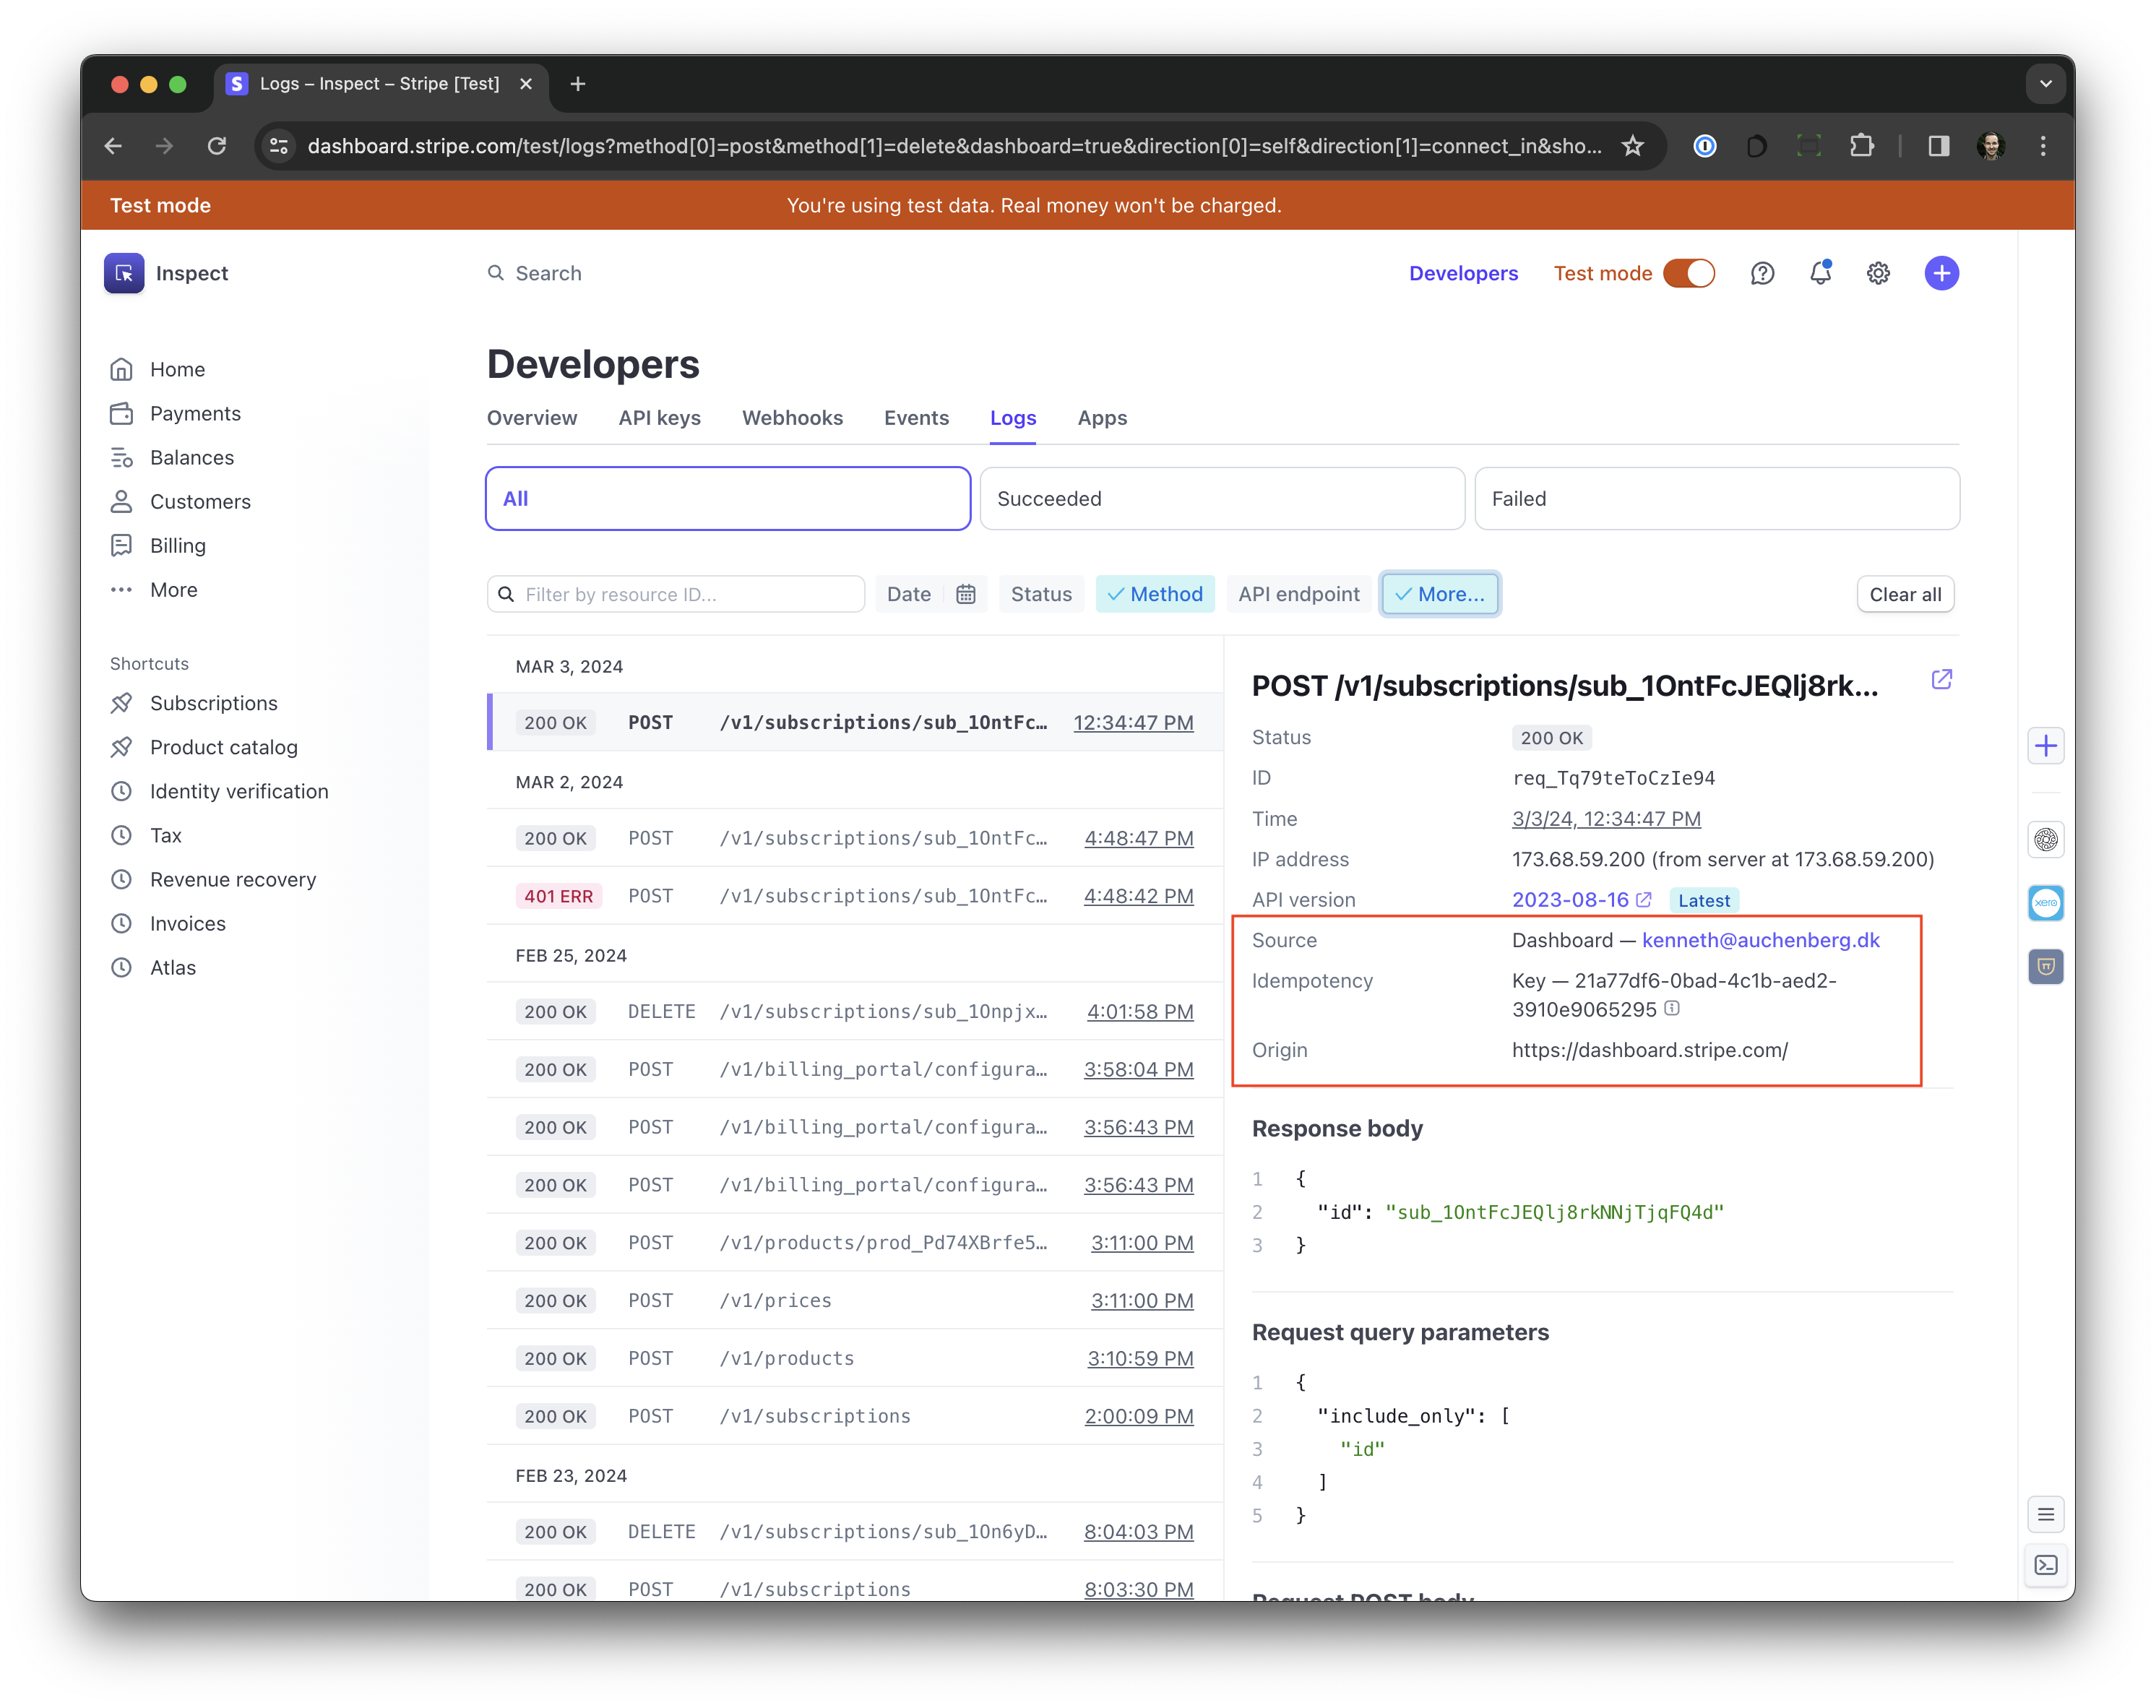 Logs – Inspect – Stripe [Test]
dashboard.stripe.com/test/logs?method[0]=post&method[1]=delete&dashboard=true&direction[0]=self&direction[1]=connect_in&sho...
Test mode
You're using test data. Real money won't be charged.
Inspect
Search
Developers
Test mode
Home
Payments
Balances
Customers
Billing
More
Shortcuts
Subscriptions
Product catalog
Identity verification
Tax
Revenue recovery
Invoices
Atlas
Developers
Overview API keys Webhooks Events Logs Apps
All
Succeeded
Failed
Filter by resource ID...
Date
Status
Method
API endpoint
More...
Clear all
MAR 3, 2024
200 OK POST /v1/subscriptions/sub_1OntFc… 12:34:47 PM
MAR 2, 2024
200 OK POST /v1/subscriptions/sub_1OntFc… 4:48:47 PM
401 ERR POST /v1/subscriptions/sub_1OntFc… 4:48:42 PM
FEB 25, 2024
200 OK DELETE /v1/subscriptions/sub_1Onpjx… 4:01:58 PM
200 OK POST /v1/billing_portal/configura… 3:58:04 PM
200 OK POST /v1/billing_portal/configura… 3:56:43 PM
200 OK POST /v1/billing_portal/configura… 3:56:43 PM
200 OK POST /v1/products/prod_Pd74XBrfe5… 3:11:00 PM
200 OK POST /v1/prices 3:11:00 PM
200 OK POST /v1/products 3:10:59 PM
200 OK POST /v1/subscriptions 2:00:09 PM
FEB 23, 2024
200 OK DELETE /v1/subscriptions/sub_1On6yD… 8:04:03 PM
200 OK POST /v1/subscriptions 8:03:30 PM
POST /v1/subscriptions/sub_1OntFcJEQlj8rk...
Status 200 OK
ID req_Tq79teToCzIe94
Time 3/3/24, 12:34:47 PM
IP address 173.68.59.200 (from server at 173.68.59.200)
API version 2023-08-16 Latest
Source Dashboard — kenneth@auchenberg.dk
Idempotency Key — 21a77df6-0bad-4c1b-aed2-
3910e9065295
Origin https://dashboard.stripe.com/
Response body
1 {
2 "id": "sub_1OntFcJEQlj8rkNNjTjqFQ4d"
3 }
Request query parameters
1 {
2 "include_only": [
3 "id"
4 ]
5 }
Request POST body
xero